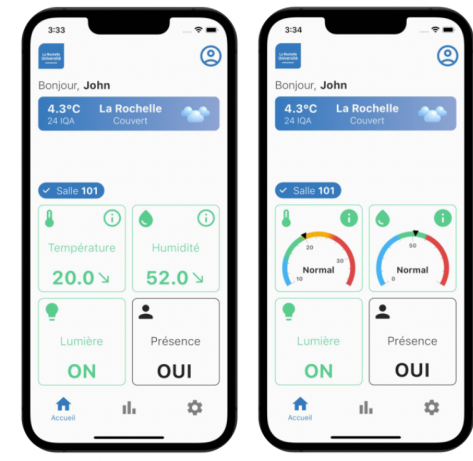 3:33
La Rochelle
Université
Bonjour, John
4.3°C La Rochelle
24 IQA Couvert
Salle 101
Température Humidité
20.0 52.0
Lumière Présence
ON OUI
Accueil
3:34
La Rochelle
Université
Bonjour, John
4.3°C La Rochelle
24 IQA Couvert
Salle 101
20 50
30
Normal Normal
10 0
Lumière Présence
ON OUI
Accueil